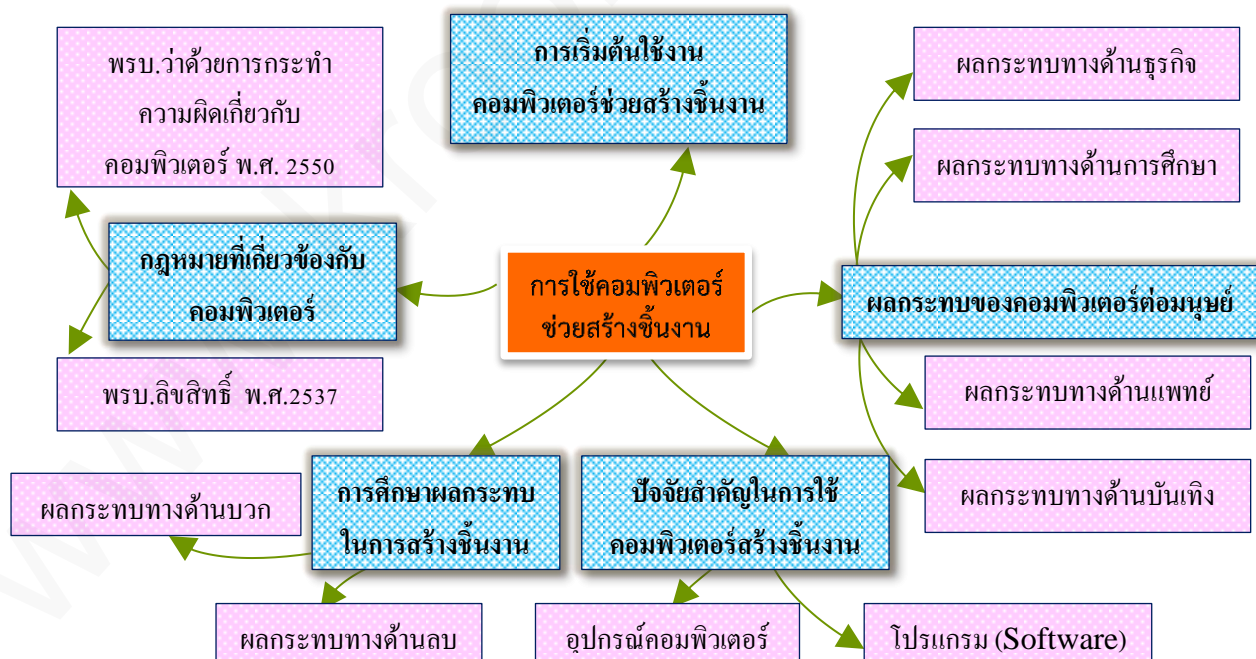 การเริ่มต้นใช้งาน
คอมพิวเตอร์ช่วยสร้างชิ้นงาน
พรบ.ว่าด้วยการกระทำ
ความผิดเกี่ยวกับ
คอมพิวเตอร์ พ.ศ. 2550
ผลกระทบทางด้านธุรกิจ
ผลกระทบทางด้านการศึกษา
กฎหมายที่เกี่ยวข้องกับ
คอมพิวเตอร์
การใช้คอมพิวเตอร์
ช่วยสร้างชิ้นงาน
ผลกระทบของคอมพิวเตอร์ต่อมนุษย์
พรบ.ลิขสิทธิ์ พ.ศ.2537
ผลกระทบทางด้านแพทย์
ผลกระทบทางด้านบวก
การศึกษาผลกระทบ
ในการสร้างชิ้นงาน
ปัจจัยสำคัญในการใช้
คอมพิวเตอร์สร้างชิ้นงาน
ผลกระทบทางด้านบันเทิง
ผลกระทบทางด้านลบ
อุปกรณ์คอมพิวเตอร์
โปรแกรม (Software)